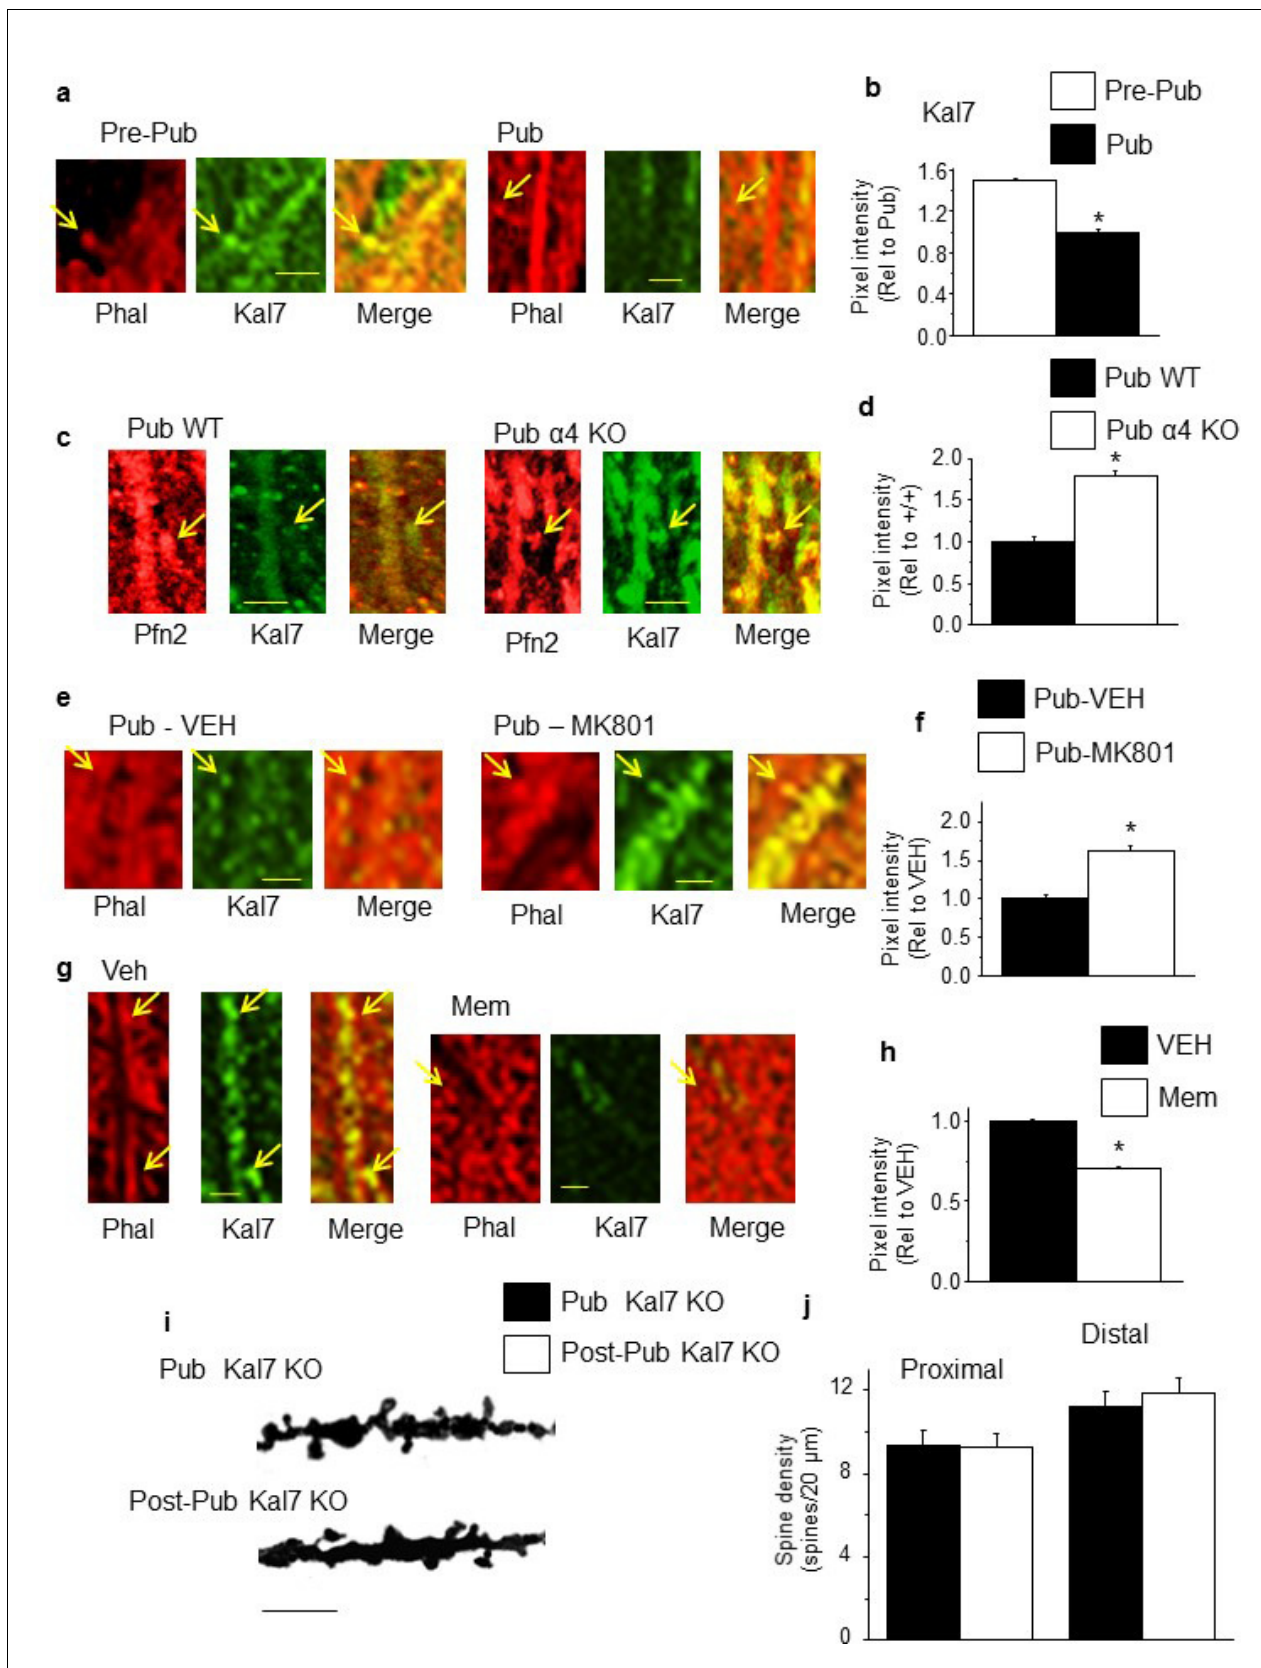 a
Pre-Pub
Pub
Phal
Kal7
Merge
Phal
Kal7
Merge
b
Kal7
Pre-Pub
Pub
Pixel intensity
(Rel to Pub)
1.6
1.2
0.8
0.4
0.0
*
c
Pub WT
Pub α4 KO
Pfn2
Kal7
Merge
Pfn2
Kal7
Merge
d
Pub WT
Pub α4 KO
Pixel intensity
(Rel to +/+)
2.0
1.5
1.0
0.5
0.0
*
e
Pub - VEH
Pub – MK801
Phal
Kal7
Merge
Phal
Kal7
Merge
f
Pub-VEH
Pub-MK801
Pixel intensity
(Rel to VEH)
2.0
1.5
1.0
0.5
0.0
*
g
Veh
Mem
Phal
Kal7
Merge
Phal
Kal7
Merge
h
VEH
Mem
Pixel intensity
(Rel to VEH)
1.0
0.5
0.0
*
i
Pub Kal7 KO
Post-Pub Kal7 KO
Pub Kal7 KO
Post-Pub Kal7 KO
j
Proximal
Distal
Spine density
(spines/20 µm)
12
8
4
0